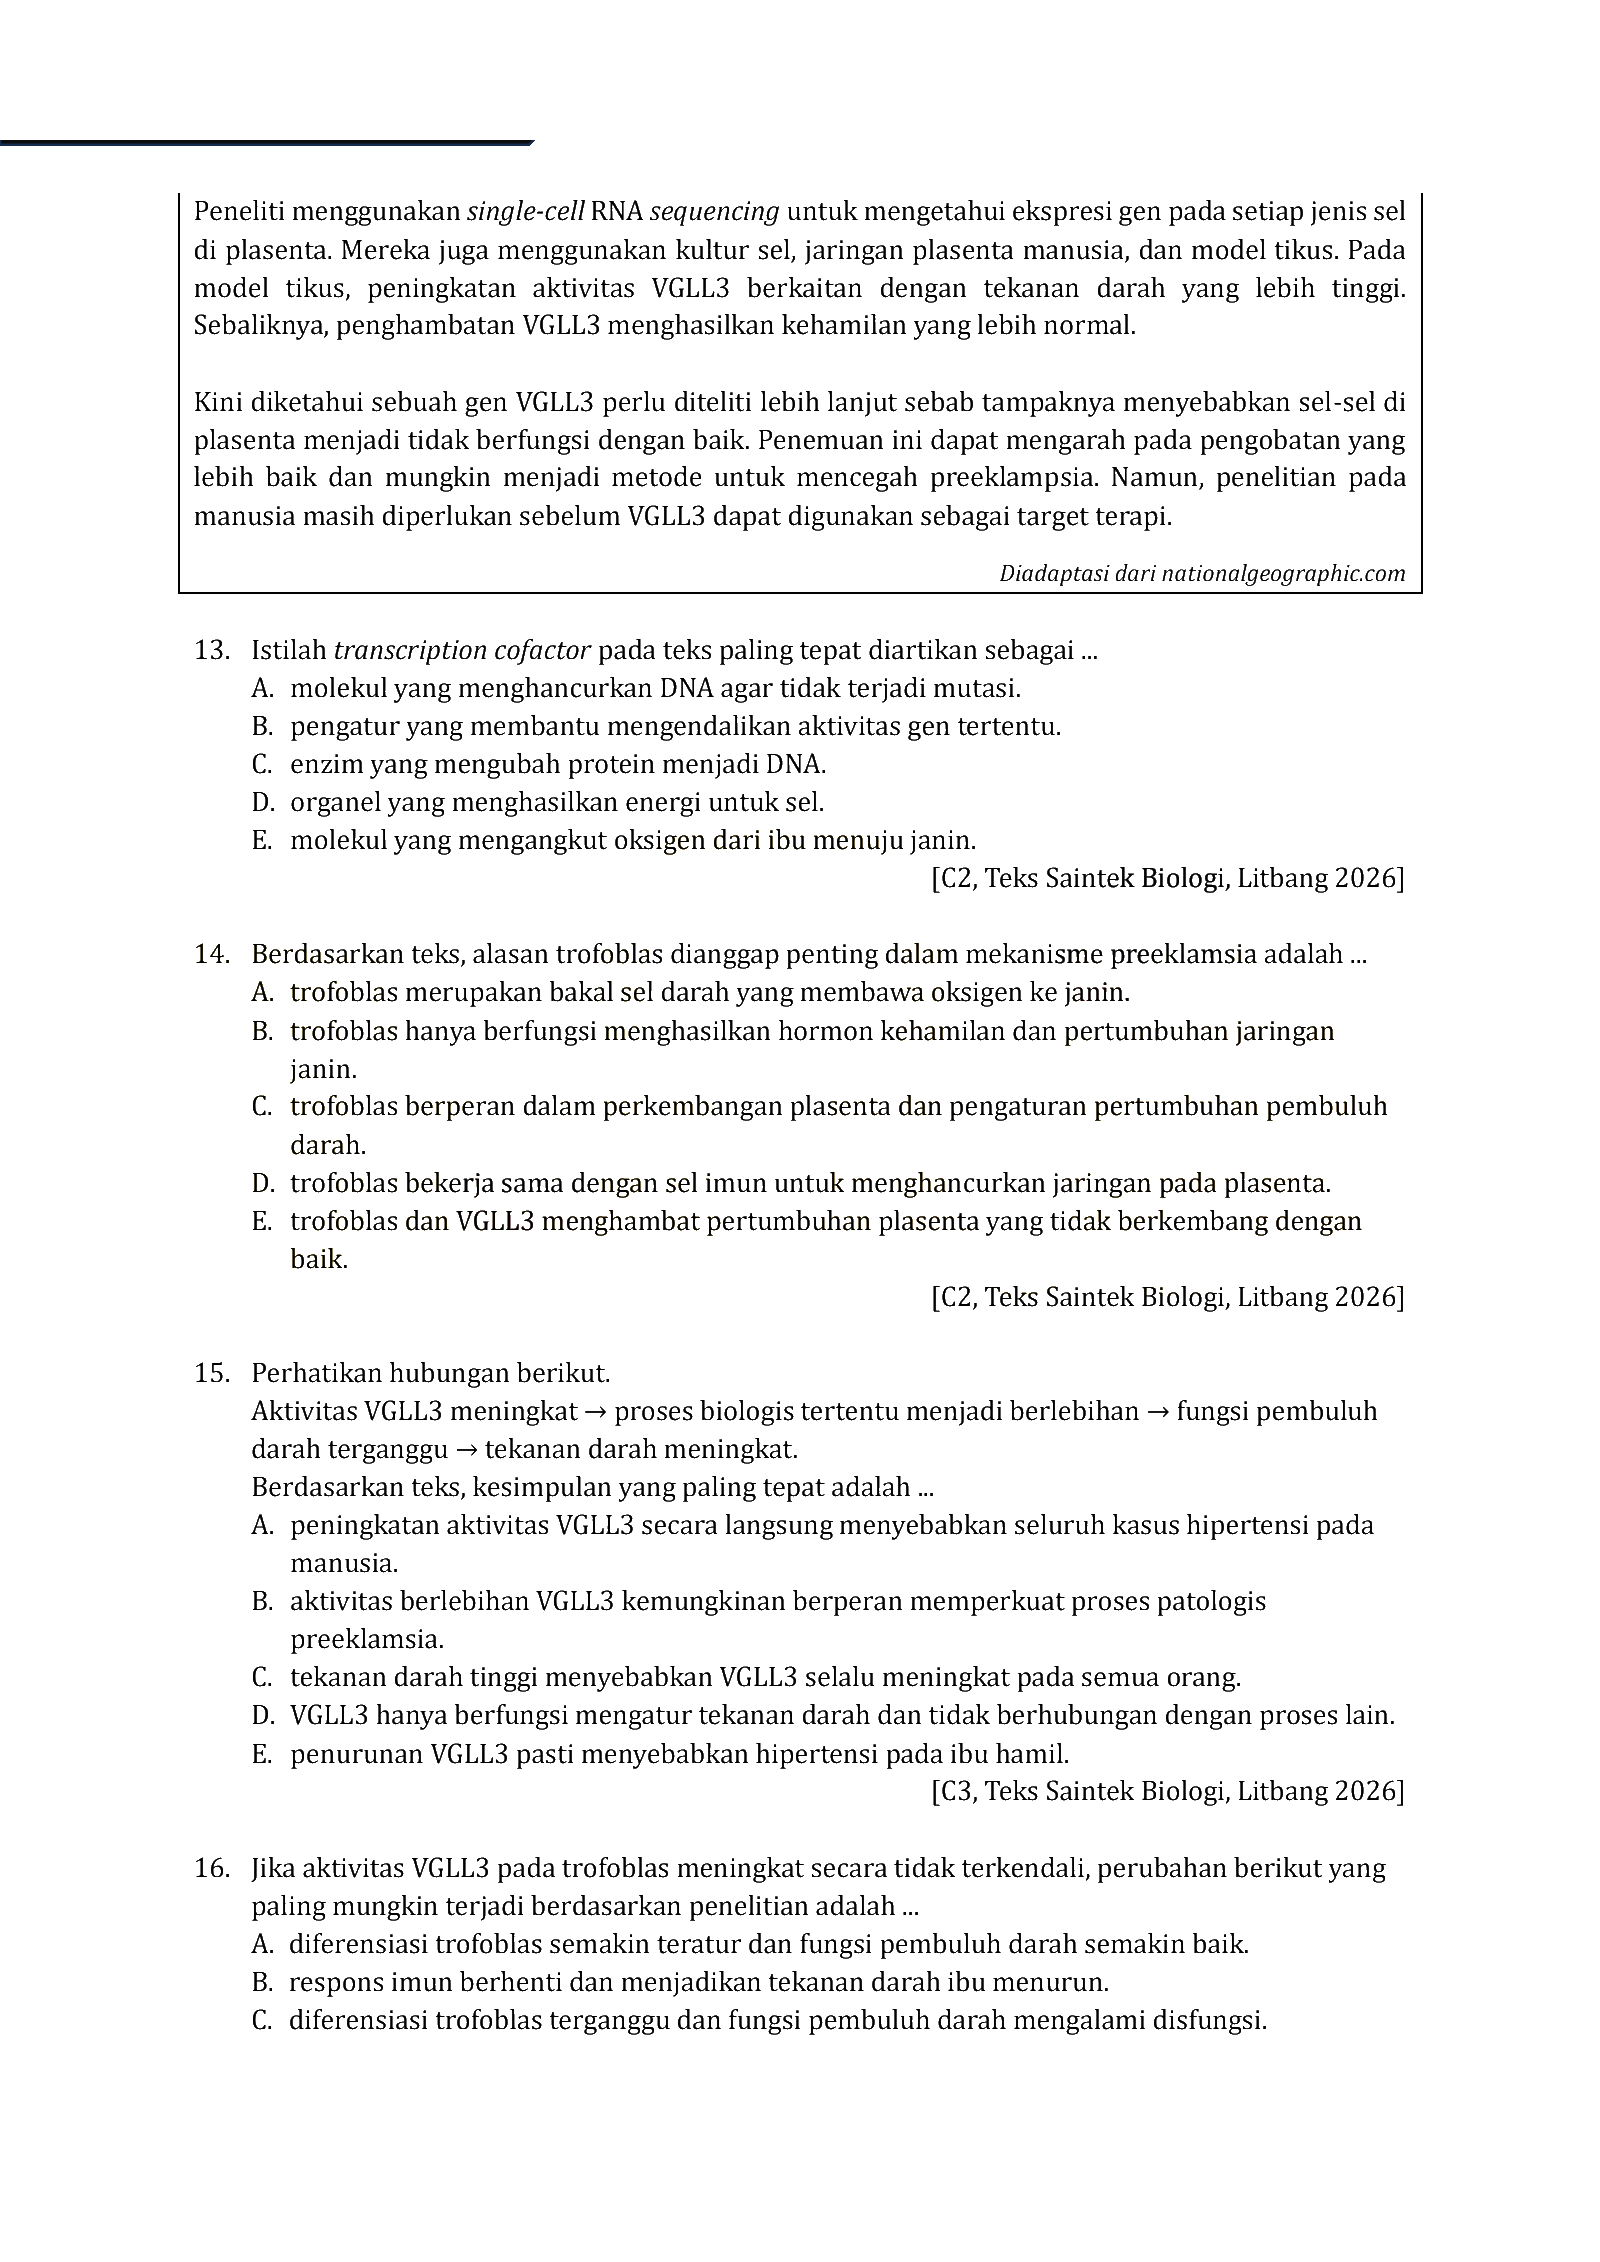 Peneliti menggunakan single-cell RNA sequencing untuk mengetahui ekspresi gen pada setiap jenis sel
di plasenta. Mereka juga menggunakan kultur sel, jaringan plasenta manusia, dan model tikus. Pada
model tikus, peningkatan aktivitas VGLL3 berkaitan dengan tekanan darah yang lebih tinggi.
Sebaliknya, penghambatan VGLL3 menghasilkan kehamilan yang lebih normal.
Kini diketahui sebuah gen VGLL3 perlu diteliti lebih lanjut sebab tampaknya menyebabkan sel-sel di
plasenta menjadi tidak berfungsi dengan baik. Penemuan ini dapat mengarah pada pengobatan yang
lebih baik dan mungkin menjadi metode untuk mencegah preeklampsia. Namun, penelitian pada
manusia masih diperlukan sebelum VGLL3 dapat digunakan sebagai target terapi.
Diadaptasi dari nationalgeographic.com
13. Istilah transcription cofactor pada teks paling tepat diartikan sebagai ...
A. molekul yang menghancurkan DNA agar tidak terjadi mutasi.
B. pengatur yang membantu mengendalikan aktivitas gen tertentu.
C. enzim yang mengubah protein menjadi DNA.
D. organel yang menghasilkan energi untuk sel.
E. molekul yang mengangkut oksigen dari ibu menuju janin.
[C2, Teks Saintek Biologi, Litbang 2026]
14. Berdasarkan teks, alasan trofoblas dianggap penting dalam mekanisme preeklamsia adalah ...
A. trofoblas merupakan bakal sel darah yang membawa oksigen ke janin.
B. trofoblas hanya berfungsi menghasilkan hormon kehamilan dan pertumbuhan jaringan
janin.
C. trofoblas berperan dalam perkembangan plasenta dan pengaturan pertumbuhan pembuluh
darah.
D. trofoblas bekerja sama dengan sel imun untuk menghancurkan jaringan pada plasenta.
E. trofoblas dan VGLL3 menghambat pertumbuhan plasenta yang tidak berkembang dengan
baik.
[C2, Teks Saintek Biologi, Litbang 2026]
15. Perhatikan hubungan berikut.
Aktivitas VGLL3 meningkat → proses biologis tertentu menjadi berlebihan → fungsi pembuluh
darah terganggu → tekanan darah meningkat.
Berdasarkan teks, kesimpulan yang paling tepat adalah ...
A. peningkatan aktivitas VGLL3 secara langsung menyebabkan seluruh kasus hipertensi pada
manusia.
B. aktivitas berlebihan VGLL3 kemungkinan berperan memperkuat proses patologis
preeklamsia.
C. tekanan darah tinggi menyebabkan VGLL3 selalu meningkat pada semua orang.
D. VGLL3 hanya berfungsi mengatur tekanan darah dan tidak berhubungan dengan proses lain.
E. penurunan VGLL3 pasti menyebabkan hipertensi pada ibu hamil.
[C3, Teks Saintek Biologi, Litbang 2026]
16. Jika aktivitas VGLL3 pada trofoblas meningkat secara tidak terkendali, perubahan berikut yang
paling mungkin terjadi berdasarkan penelitian adalah ...
A. diferensiasi trofoblas semakin teratur dan fungsi pembuluh darah semakin baik.
B. respons imun berhenti dan menjadikan tekanan darah ibu menurun.
C. diferensiasi trofoblas terganggu dan fungsi pembuluh darah mengalami disfungsi.